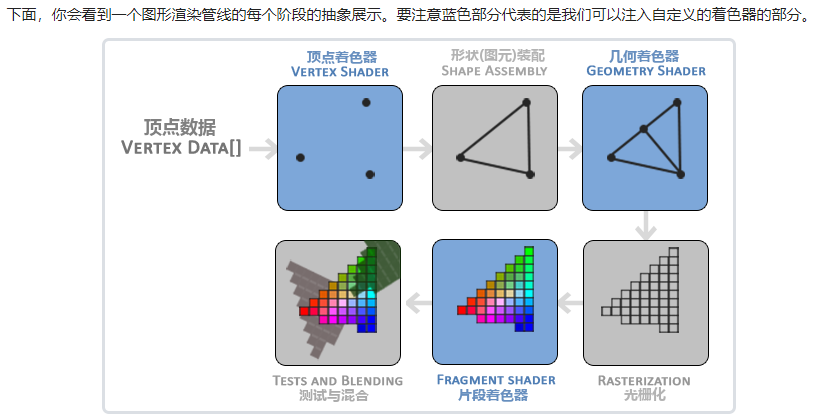 下面，你会看到一个图形渲染管线的每个阶段的抽象展示。要注意蓝色部分代表的是我们可以注入自定义的着色器的部分。
顶点着色器
VERTEX SHADER
形状(图元)装配
SHAPE ASSEMBLY
几何着色器
GEOMETRY SHADER
顶点数据
VERTEX DATA[]
TESTS AND BLENDING
测试与混合
FRAGMENT SHADER
片段着色器
RASTERIZATION
光栅化